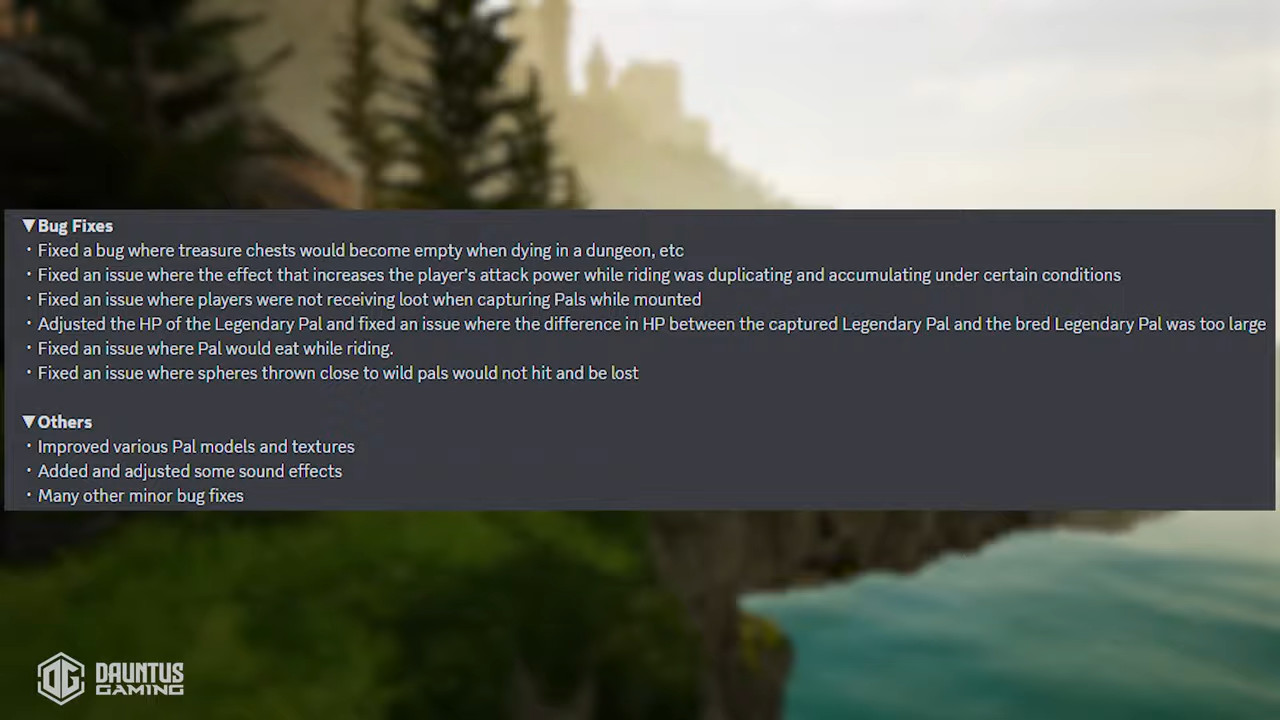 ▼Bug Fixes
・Fixed a bug where treasure chests would become empty when dying in a dungeon, etc
・Fixed an issue where the effect that increases the player's attack power while riding was duplicating and accumulating under certain conditions
・Fixed an issue where players were not receiving loot when capturing Pals while mounted
・Adjusted the HP of the Legendary Pal and fixed an issue where the difference in HP between the captured Legendary Pal and the bred Legendary Pal was too large
・Fixed an issue where Pal would eat while riding.
・Fixed an issue where spheres thrown close to wild pals would not hit and be lost
▼Others
・Improved various Pal models and textures
・Added and adjusted some sound effects
・Many other minor bug fixes
DG DAUNTUS
GAMING